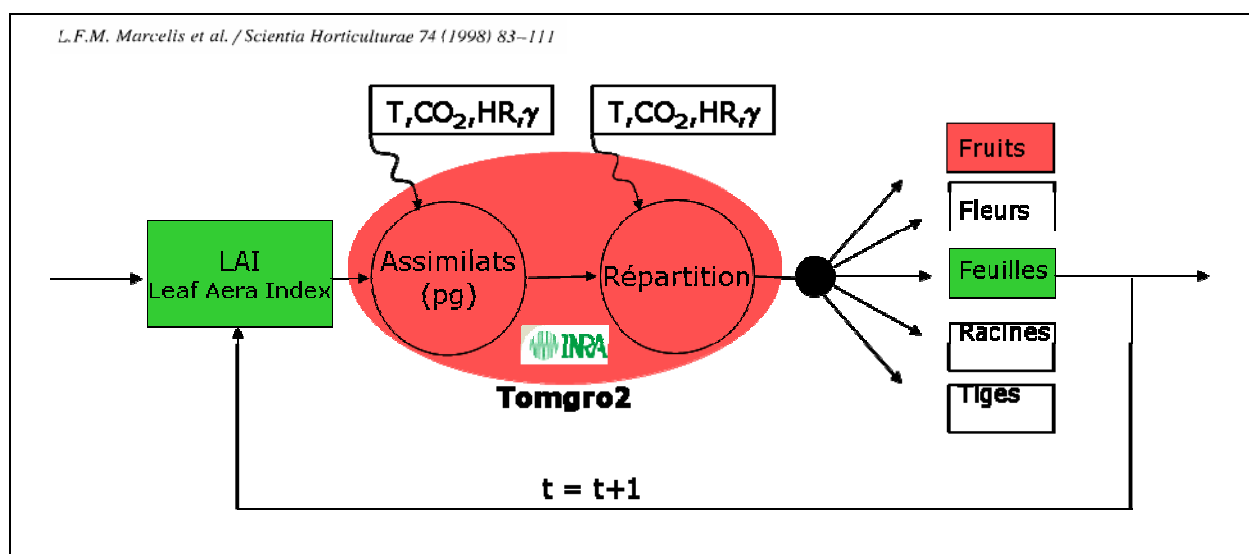 L.F.M. Marcelis et al. / Scientia Horticulturae 74 (1998) 83–111
T,CO₂,HR,γ
T,CO₂,HR,γ
Fruits
Fleurs
LAI
Leaf Aera Index
Assimilats
(pg)
Répartition
Feuilles
INRA
Racines
Tiges
Tomgro2
t = t+1